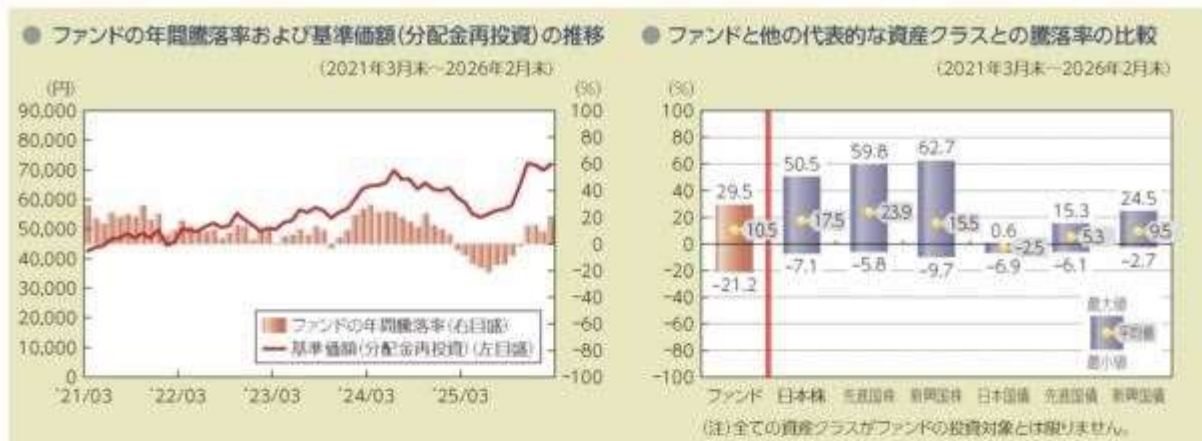 ● ファンドの年間騰落率および基準価額(分配金再投資)の推移
(2021年3月末～2026年2月末)
(円)
(%)
90,000
80,000
70,000
60,000
50,000
40,000
30,000
20,000
10,000
0
100
80
60
40
20
0
-20
-40
-60
-80
-100
ファンドの年間騰落率(右目盛)
基準価額(分配金再投資)(左目盛)
'21/03 '22/03 '23/03 '24/03 '25/03
● ファンドと他の代表的な資産クラスとの騰落率の比較
(2021年3月末～2026年2月末)
(%)
100
80
60
40
20
0
-20
-40
-60
-80
-100
29.5 50.5 59.8 62.7 0.6 15.3 24.5
10.5 17.5 23.9 15.5 -2.5 5.3 9.5
-21.2 -7.1 -5.8 -9.7 -6.9 -6.1 -2.7
最大値
平均値
最小値
ファンド 日本株 先進国株 新興国株 日本国債 先進国債 新興国債
(注)全ての資産クラスがファンドの投資対象とは限りません。